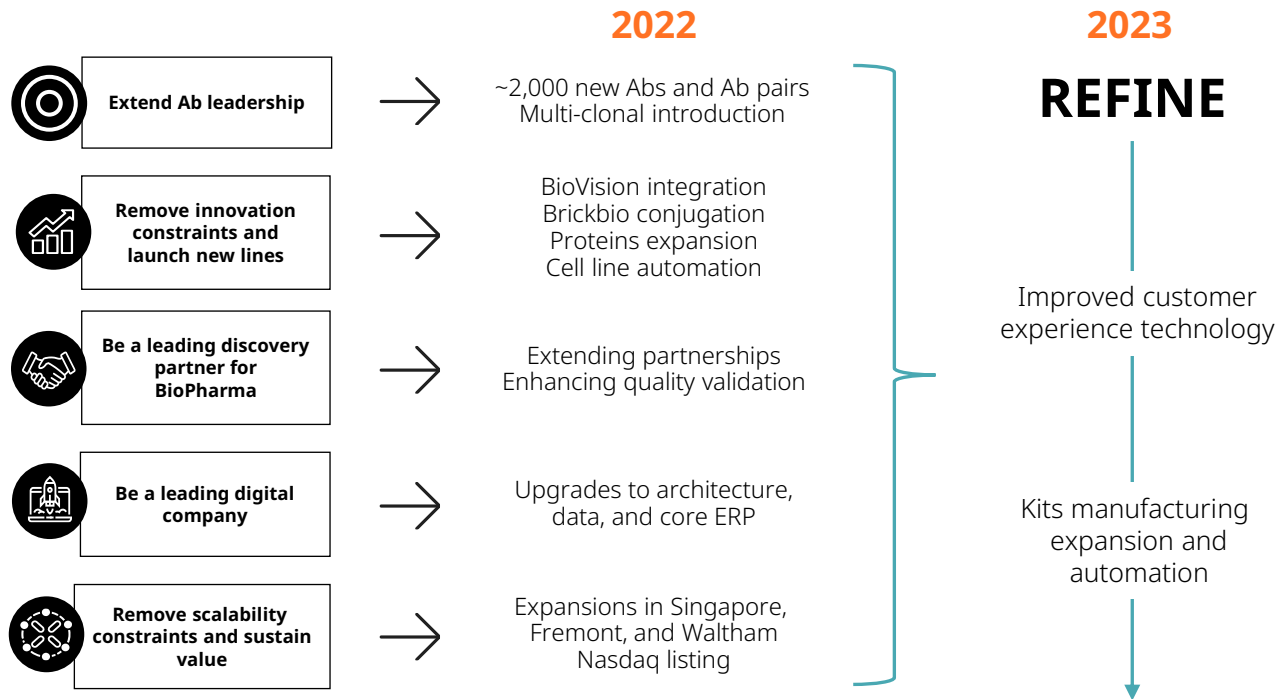 2022
2023
Extend Ab leadership
~2,000 new Abs and Ab pairs
Multi-clonal introduction
REFINE
Remove innovation
constraints and
launch new lines
BioVision integration
Brickbio conjugation
Proteins expansion
Cell line automation
Improved customer
experience technology
Be a leading discovery
partner for
BioPharma
Extending partnerships
Enhancing quality validation
Be a leading digital
company
Upgrades to architecture,
data, and core ERP
Kits manufacturing
expansion and
automation
Remove scalability
constraints and sustain
value
Expansions in Singapore,
Fremont, and Waltham
Nasdaq listing